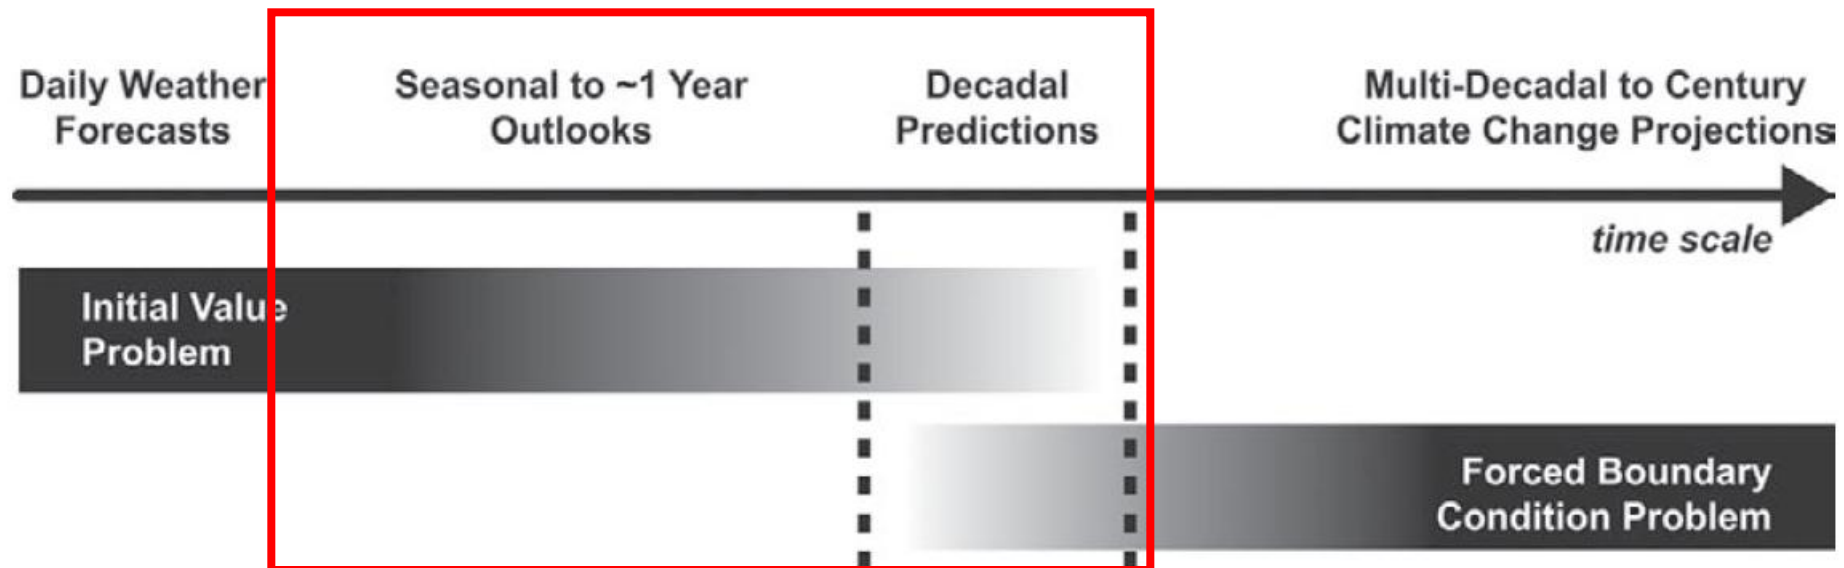 Daily Weather
Forecasts
Seasonal to ~1 Year
Outlooks
Decadal
Predictions
Multi-Decadal to Century
Climate Change Projections
time scale
Initial Value
Problem
Forced Boundary
Condition Problem